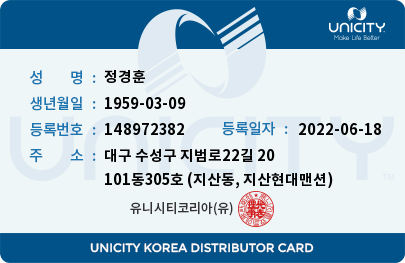 UNICITY
Make Life Better
성 명 : 정경훈
생년월일 : 1959-03-09
등록번호 : 148972382 등록일자 : 2022-06-18
주 소 : 대구 수성구 지범로22길 20
101동305호 (지산동, 지산현대맨션)
유니시티코리아(유)
UNICITY
TM
UNICITY KOREA DISTRIBUTOR CARD